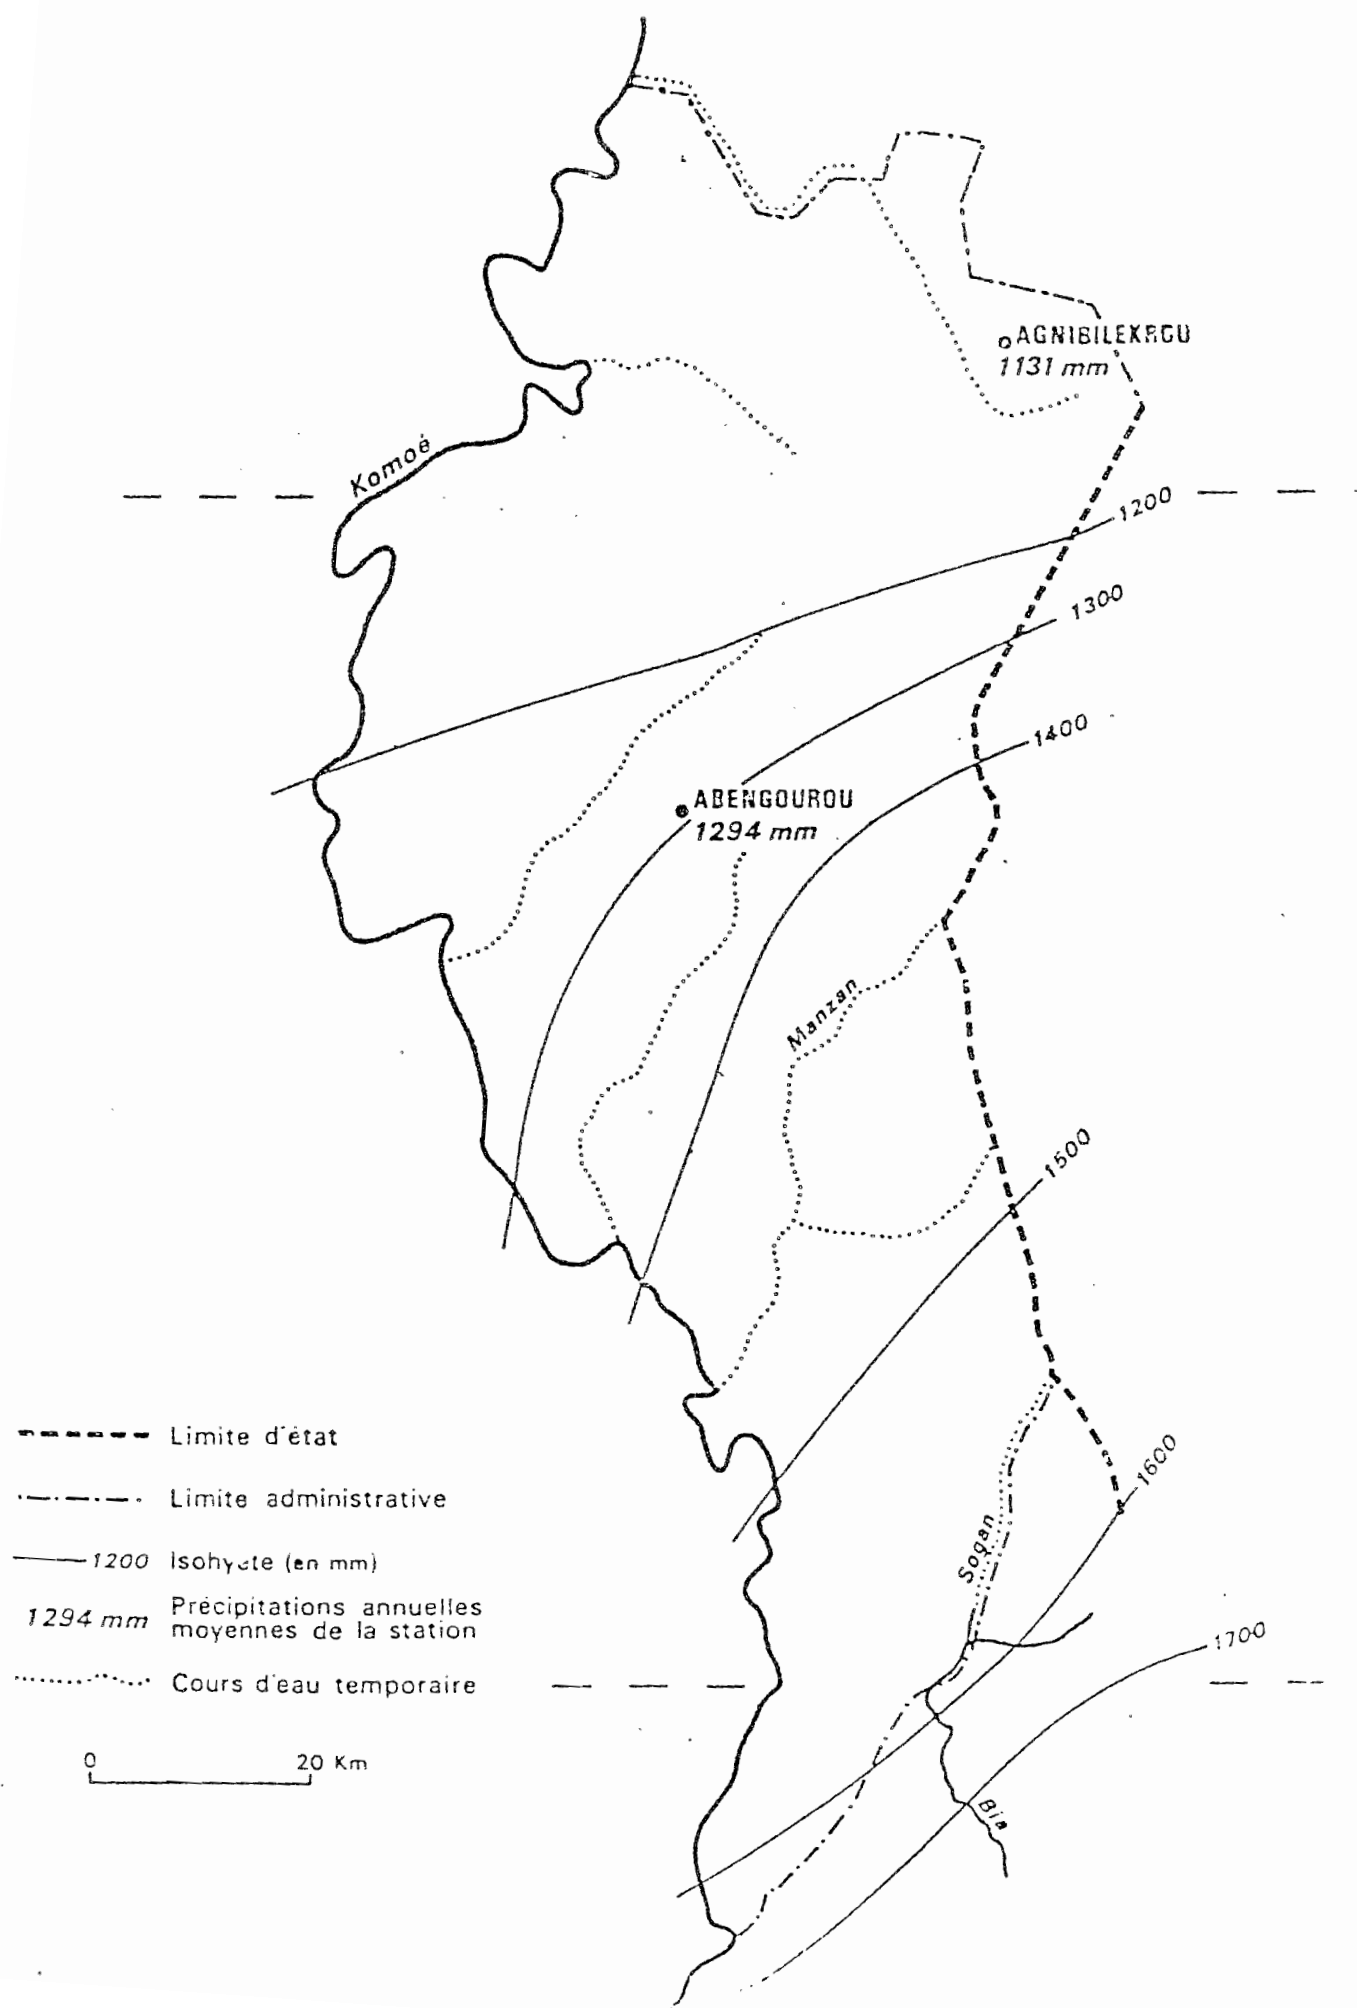 AGNIBILEKROU
1131 mm
Komoé
1200
1300
1400
ABENGOUROU
1294 mm
Manzan
1500
Limite d'état
1600
Limite administrative
Sogan
1200 Isohyète (en mm)
1294 mm Précipitations annuelles
moyennes de la station
1700
Cours d'eau temporaire
0 20 Km
Bia